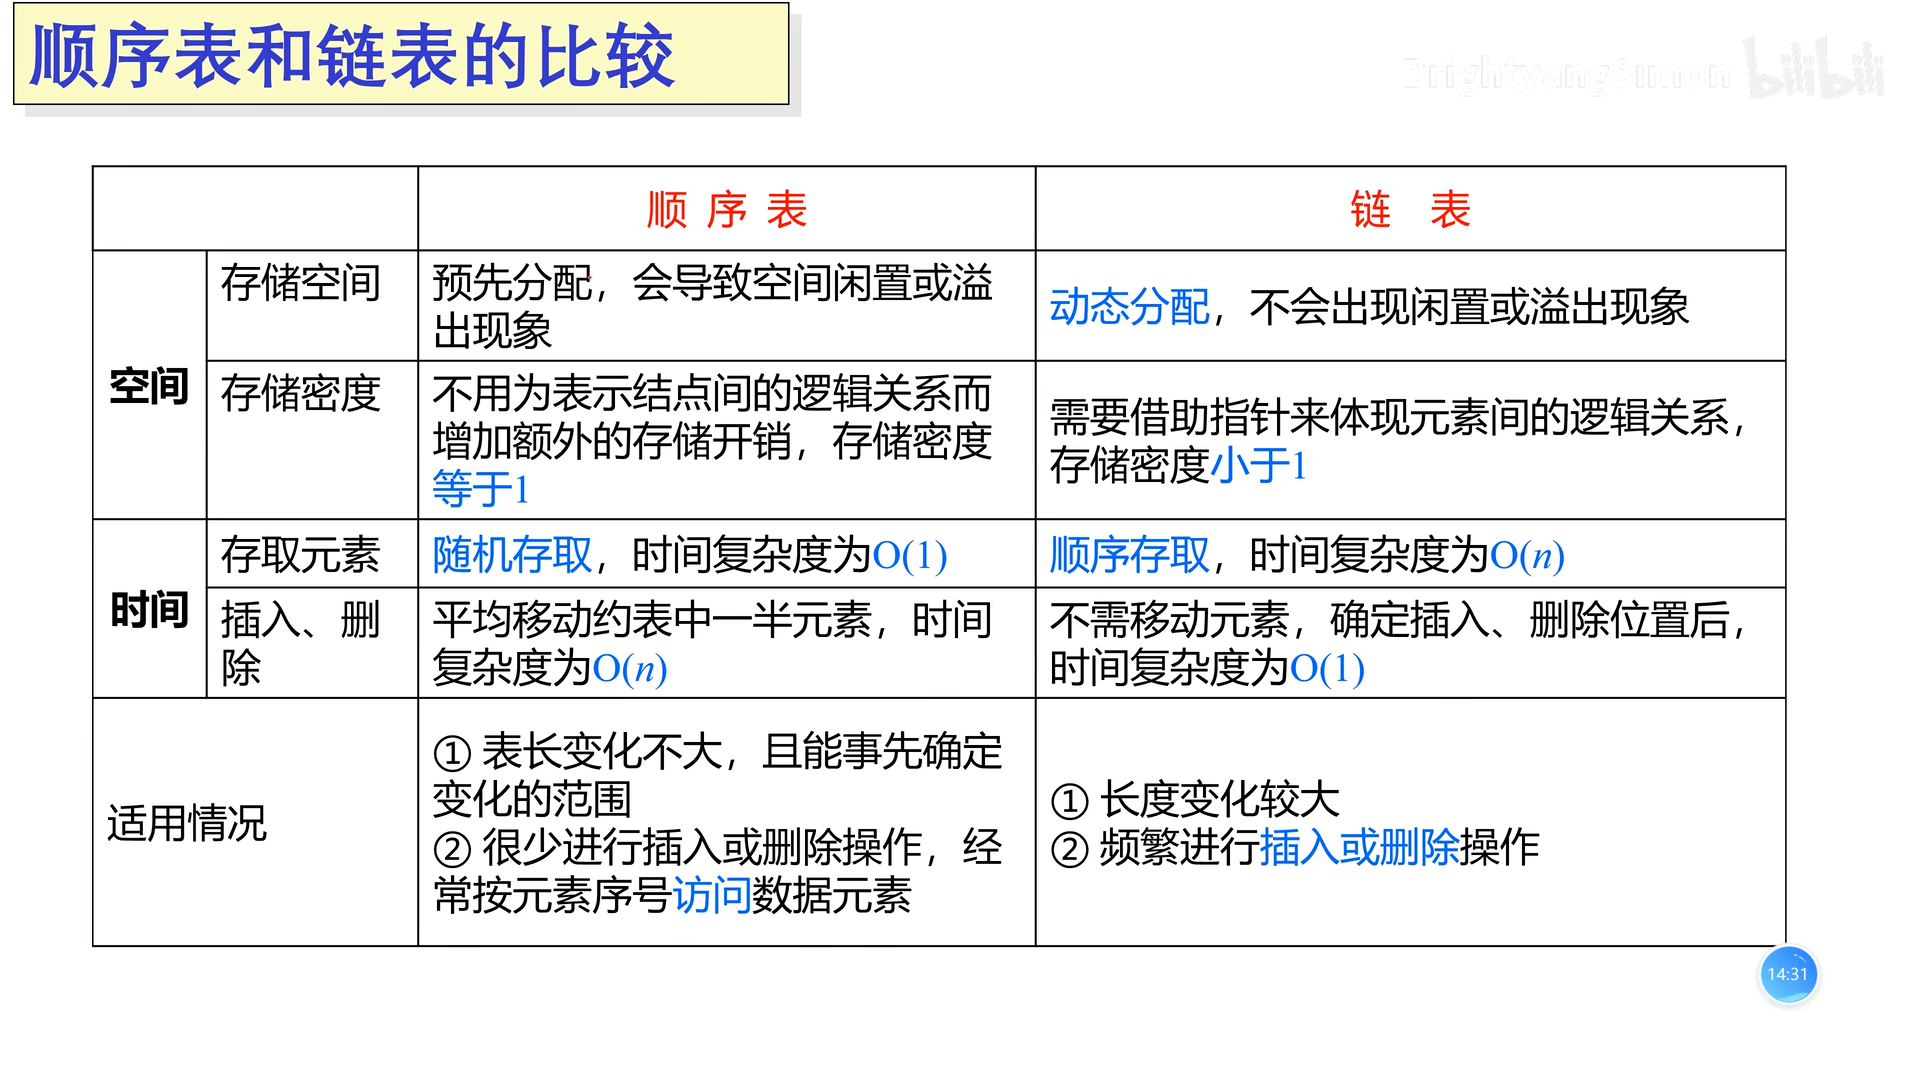 顺序表和链表的比较
BrightyangSimon bilibili
顺 序 表
链 表
空间
存储空间
预先分配，会导致空间闲置或溢
出现象
动态分配，不会出现闲置或溢出现象
存储密度
不用为表示结点间的逻辑关系而
增加额外的存储开销，存储密度
等于1
需要借助指针来体现元素间的逻辑关系，
存储密度小于1
时间
存取元素
随机存取，时间复杂度为O(1)
顺序存取，时间复杂度为O(n)
插入、删
除
平均移动约表中一半元素，时间
复杂度为O(n)
不需移动元素，确定插入、删除位置后，
时间复杂度为O(1)
适用情况
① 表长变化不大，且能事先确定
变化的范围
② 很少进行插入或删除操作，经
常按元素序号访问数据元素
① 长度变化较大
② 频繁进行插入或删除操作
14:31